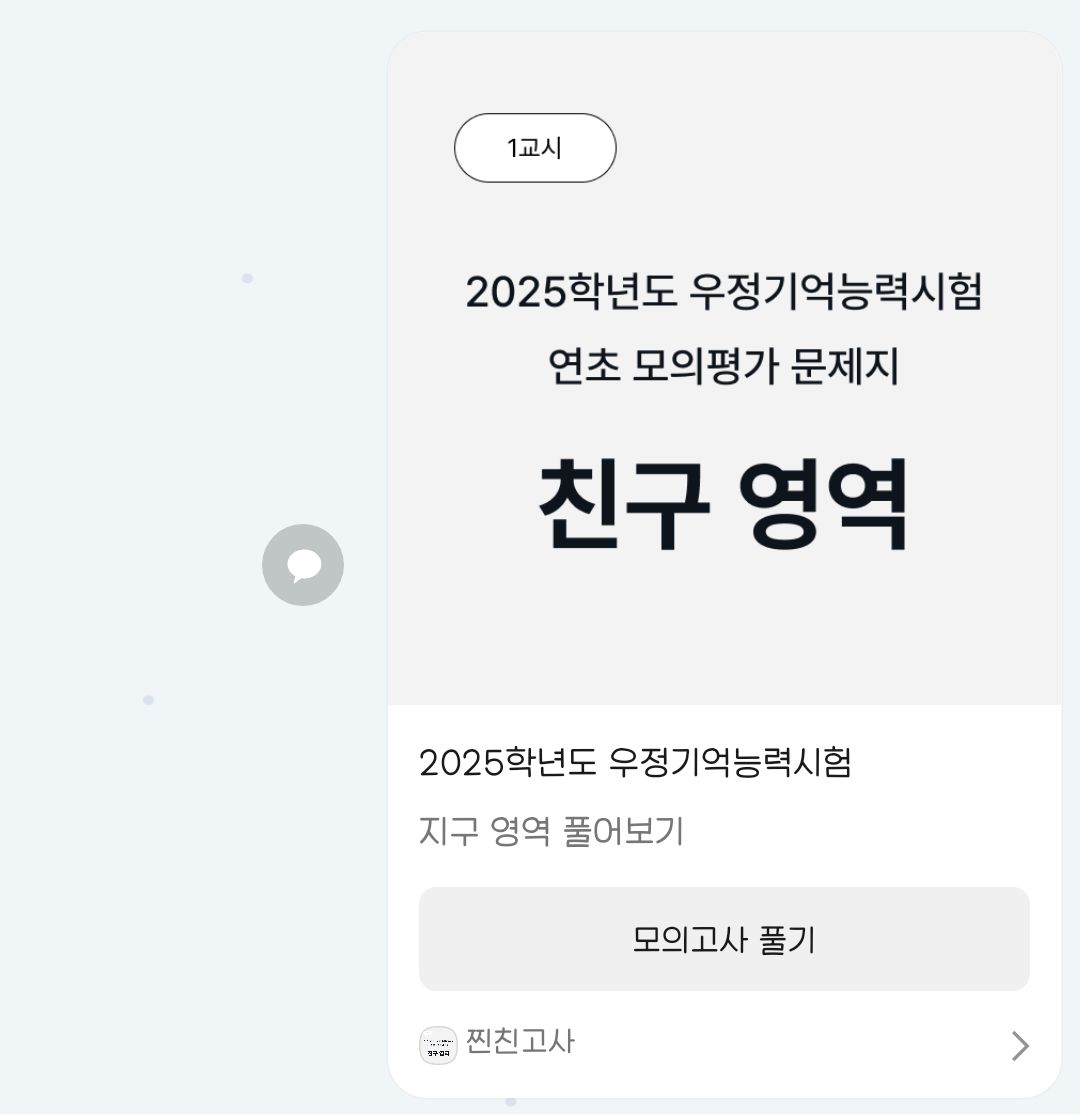 1교시
2025학년도 우정기억능력시험
연초 모의평가 문제지
친구 영역
2025학년도 우정기억능력시험
지구 영역 풀어보기
모의고사 풀기
찐친고사